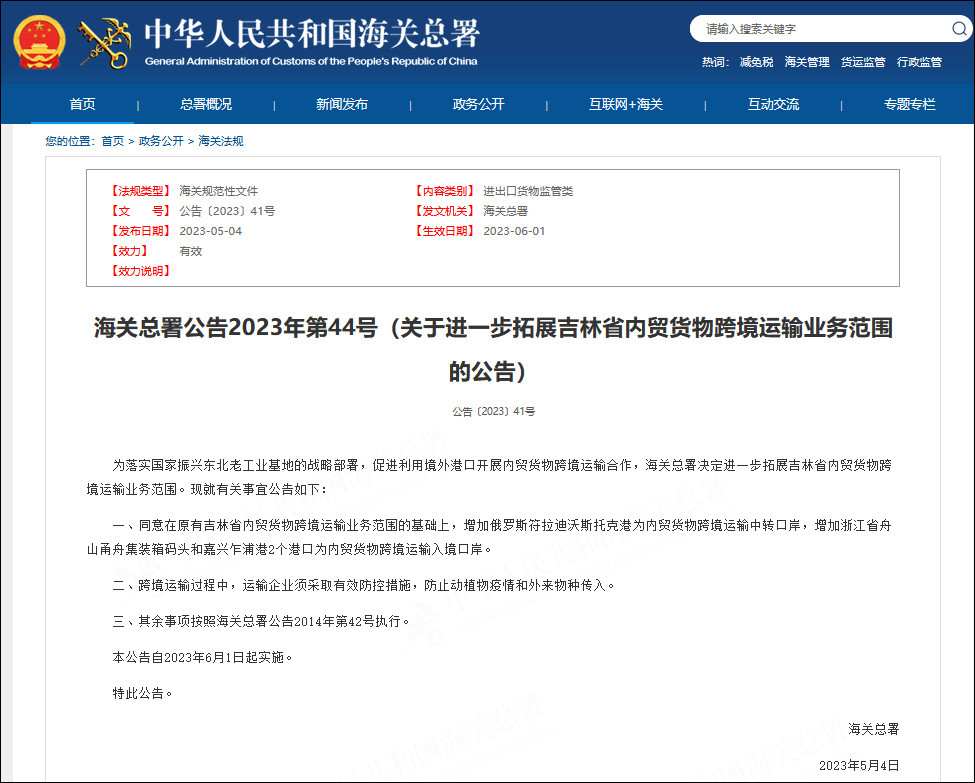 中华人民共和国海关总署
General Administration of Customs of the People's Republic of China
请输入搜索关键字
热词： 减免税 海关管理 货运监管 行政监管
首页 | 总署概况 | 新闻发布 | 政务公开 | 互联网+海关 | 互动交流 | 专题专栏
您的位置：首页 > 政务公开 > 海关法规
【法规类型】 海关规范性文件 【内容类别】 进出口货物监管类
【文 号】 公告〔2023〕41号 【发文机关】 海关总署
【发布日期】 2023-05-04 【生效日期】 2023-06-01
【效力】 有效
【效力说明】
海关总署公告2023年第44号（关于进一步拓展吉林省内贸货物跨境运输业务范围
的公告）
公告〔2023〕41号
为落实国家振兴东北老工业基地的战略部署，促进利用境外港口开展内贸货物跨境运输合作，海关总署决定进一步拓展吉林省内贸货物跨
境运输业务范围。现就有关事宜公告如下：
一、同意在原有吉林省内贸货物跨境运输业务范围的基础上，增加俄罗斯符拉迪沃斯托克港为内贸货物跨境运输中转口岸，增加浙江省舟
山甬舟集装箱码头和嘉兴乍浦港2个港口为内贸货物跨境运输入境口岸。
二、跨境运输过程中，运输企业须采取有效防控措施，防止动植物疫情和外来物种传入。
三、其余事项按照海关总署公告2014年第42号执行。
本公告自2023年6月1日起实施。
特此公告。
海关总署
2023年5月4日